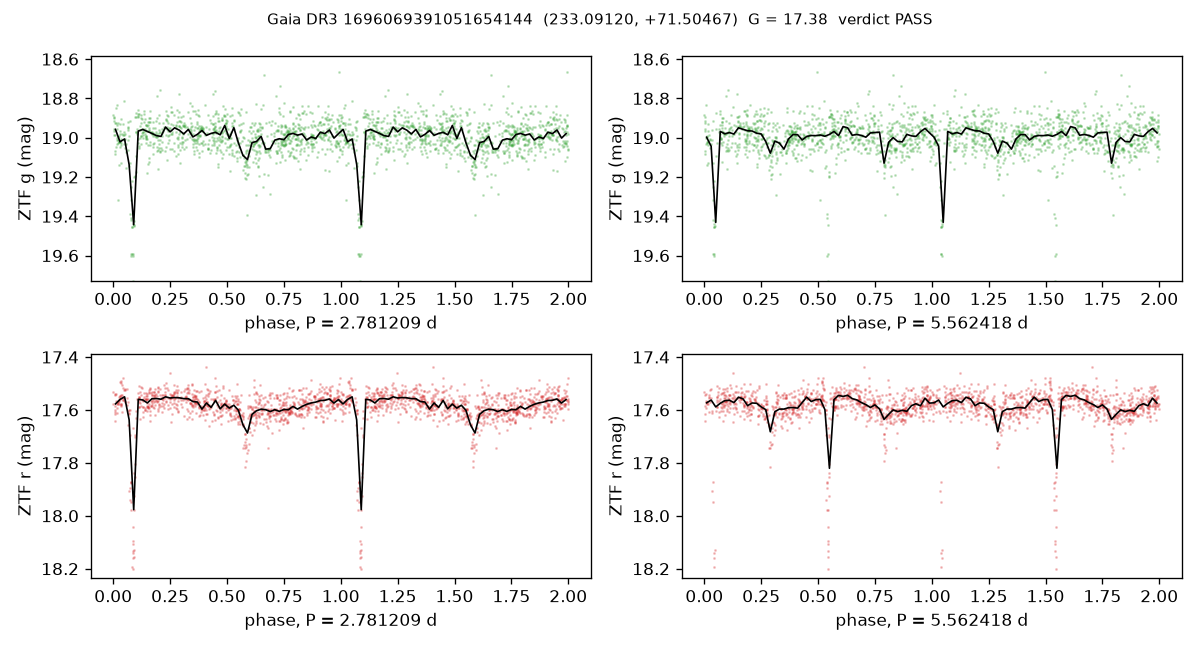 Gaia DR3 1696069391051654144 (233.09120, +71.50467) G = 17.38 verdict PASS
ZTF g (mag)
18.6
18.8
19.0
19.2
19.4
19.6
0.00 0.25 0.50 0.75 1.00 1.25 1.50 1.75 2.00
phase, P = 2.781209 d
ZTF g (mag)
18.6
18.8
19.0
19.2
19.4
19.6
0.00 0.25 0.50 0.75 1.00 1.25 1.50 1.75 2.00
phase, P = 5.562418 d
ZTF r (mag)
17.4
17.6
17.8
18.0
18.2
0.00 0.25 0.50 0.75 1.00 1.25 1.50 1.75 2.00
phase, P = 2.781209 d
ZTF r (mag)
17.4
17.6
17.8
18.0
18.2
0.00 0.25 0.50 0.75 1.00 1.25 1.50 1.75 2.00
phase, P = 5.562418 d